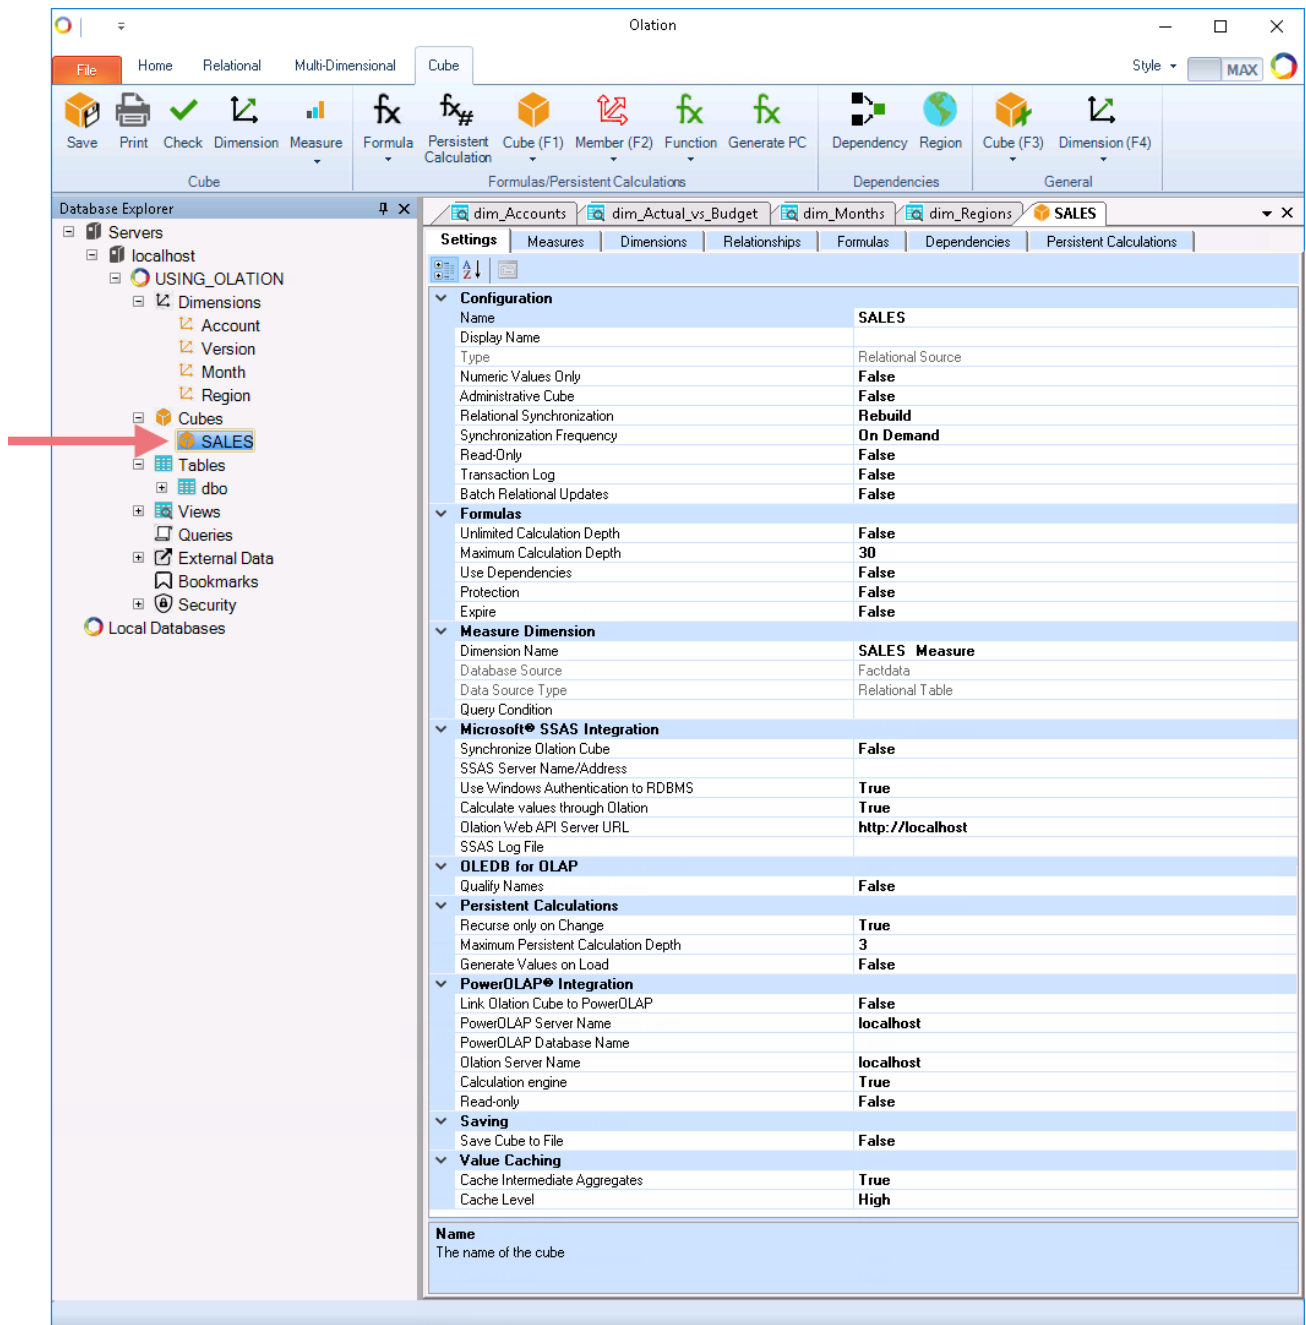 Olation
File Home Relational Multi-Dimensional Cube Style MAX
Save Print Check Dimension Measure Formula Persistent Calculation Cube (F1) Member (F2) Function Generate PC Dependency Region Cube (F3) Dimension (F4)
Cube Formulas/Persistent Calculations Dependencies General
Database Explorer
Servers
localhost
USING_OLATION
Dimensions
Account
Version
Month
Region
Cubes
SALES
Tables
dbo
Views
Queries
External Data
Bookmarks
Security
Local Databases
dim_Accounts dim_Actual_vs_Budget dim_Months dim_Regions SALES
Settings Measures Dimensions Relationships Formulas Dependencies Persistent Calculations
Configuration
Name SALES
Display Name
Type Relational Source
Numeric Values Only False
Administrative Cube False
Relational Synchronization Rebuild
Synchronization Frequency On Demand
Read-Only False
Transaction Log False
Batch Relational Updates False
Formulas
Unlimited Calculation Depth False
Maximum Calculation Depth 30
Use Dependencies False
Protection False
Expire False
Measure Dimension
Dimension Name SALES Measure
Database Source Factdata
Data Source Type Relational Table
Query Condition
Microsoft® SSAS Integration
Synchronize Olation Cube False
SSAS Server Name/Address
Use Windows Authentication to RDBMS True
Calculate values through Olation True
Olation Web API Server URL http://localhost
SSAS Log File
OLEDB for OLAP
Qualify Names False
Persistent Calculations
Recurse only on Change True
Maximum Persistent Calculation Depth 3
Generate Values on Load False
PowerOLAP® Integration
Link Olation Cube to PowerOLAP False
PowerOLAP Server Name localhost
PowerOLAP Database Name
Olation Server Name localhost
Calculation engine True
Read-only False
Saving
Save Cube to File False
Value Caching
Cache Intermediate Aggregates True
Cache Level High
Name
The name of the cube